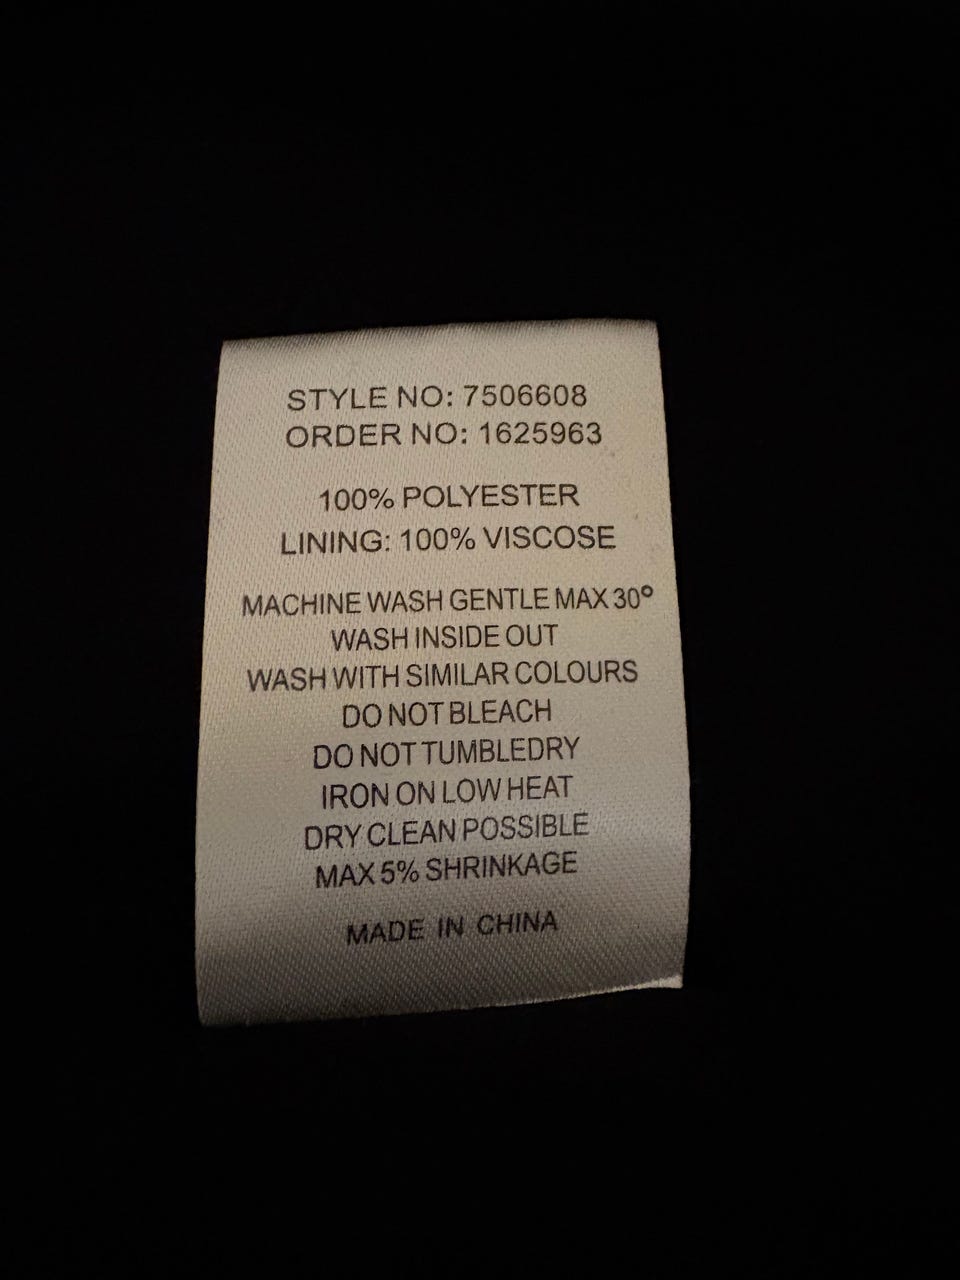 STYLE NO: 7506608
ORDER NO: 1625963
100% POLYESTER
LINING: 100% VISCOSE
MACHINE WASH GENTLE MAX 30°
WASH INSIDE OUT
WASH WITH SIMILAR COLOURS
DO NOT BLEACH
DO NOT TUMBLEDRY
IRON ON LOW HEAT
DRY CLEAN POSSIBLE
MAX 5% SHRINKAGE
MADE IN CHINA